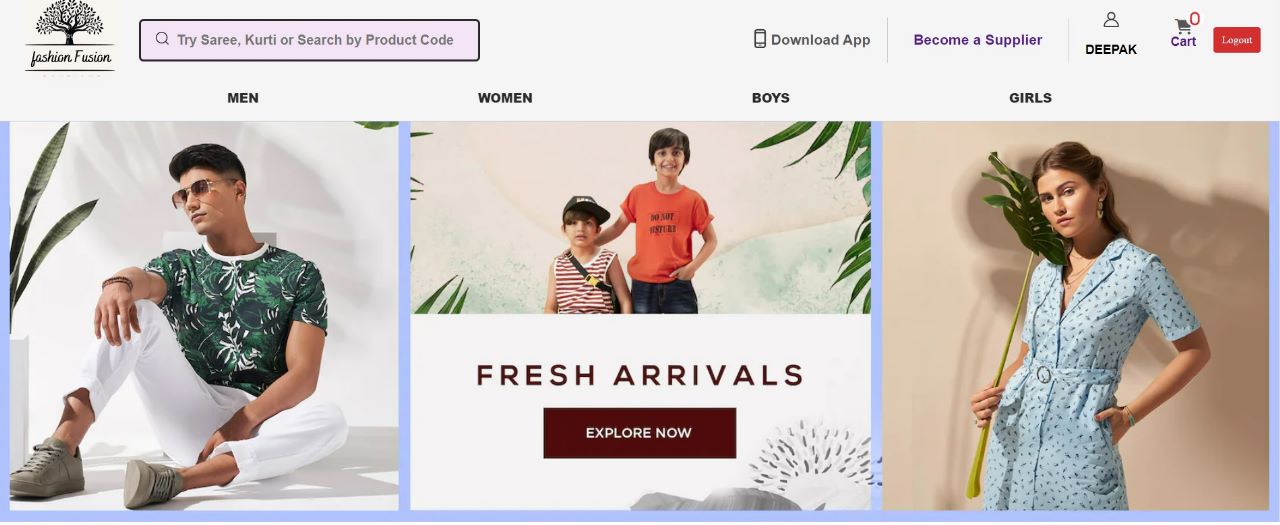 fashion Fusion
Try Saree, Kurti or Search by Product Code
Download App
Become a Supplier
DEEPAK
0
Cart
Logout
MEN
WOMEN
BOYS
GIRLS
DO NOT
DISTURB
FRESH ARRIVALS
EXPLORE NOW